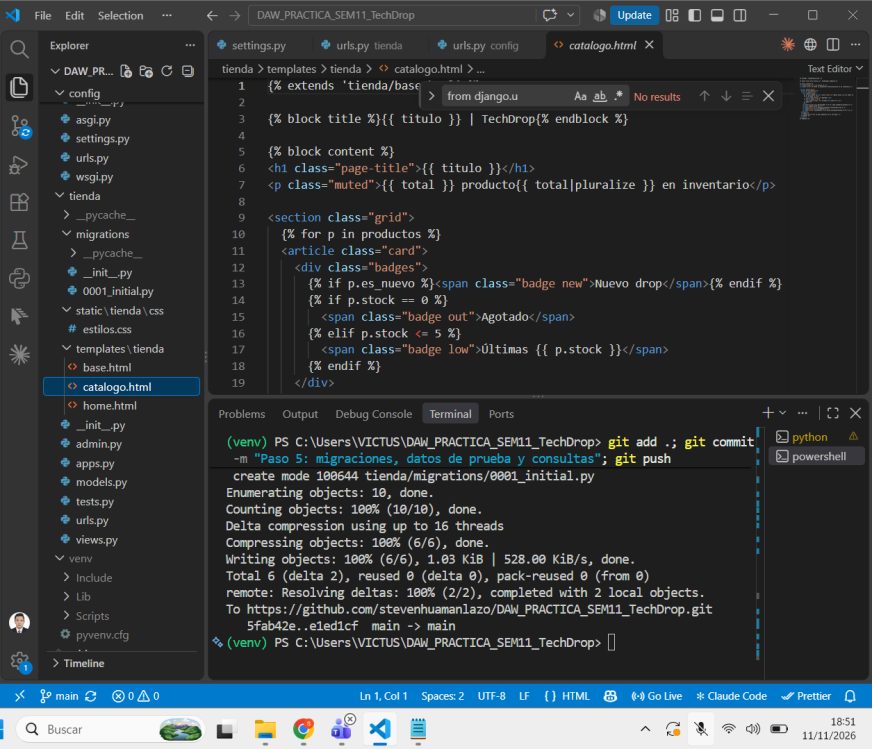 File Edit Selection ··· DAW_PRACTICA_SEM11_TechDrop Update
Explorer ···
DAW_PR...
config
__init__.py
asgi.py
settings.py
urls.py
wsgi.py
tienda
__pycache__
migrations
__pycache__
__init__.py
0001_initial.py
static\tienda\css
# estilos.css
templates\tienda
<> base.html
<> catalogo.html
<> home.html
__init__.py
admin.py
apps.py
models.py
tests.py
urls.py
views.py
venv
Include
Lib
Scripts
pyvenv.cfg
Timeline
settings.py urls.py tienda urls.py config <> catalogo.html
tienda > templates > tienda > <> catalogo.html > ... Text Editor
from django.u Aa ab .* No results
1 {% extends 'tienda/base
2
3 {% block title %}{{ titulo }} | TechDrop{% endblock %}
4
5 {% block content %}
6 <h1 class="page-title">{{ titulo }}</h1>
7 <p class="muted">{{ total }} producto{{ total|pluralize }} en inventario</p>
8
9 <section class="grid">
10 {% for p in productos %}
11 <article class="card">
12 <div class="badges">
13 {% if p.es_nuevo %}<span class="badge new">Nuevo drop</span>{% endif %}
14 {% if p.stock == 0 %}
15 <span class="badge out">Agotado</span>
16 {% elif p.stock <= 5 %}
17 <span class="badge low">Últimas {{ p.stock }}</span>
18 {% endif %}
19 </div>
Problems Output Debug Console Terminal Ports
(venv) PS C:\Users\VICTUS\DAW_PRACTICA_SEM11_TechDrop> git add .; git commit
-m "Paso 5: migraciones, datos de prueba y consultas"; git push
create mode 100644 tienda/migrations/0001_initial.py
Enumerating objects: 10, done.
Counting objects: 100% (10/10), done.
Delta compression using up to 16 threads
Compressing objects: 100% (6/6), done.
Writing objects: 100% (6/6), 1.03 KiB | 528.00 KiB/s, done.
Total 6 (delta 2), reused 0 (delta 0), pack-reused 0 (from 0)
remote: Resolving deltas: 100% (2/2), completed with 2 local objects.
To https://github.com/stevenhuamanlazo/DAW_PRACTICA_SEM11_TechDrop.git
5fab42e..e1ed1cf main -> main
(venv) PS C:\Users\VICTUS\DAW_PRACTICA_SEM11_TechDrop>
python
powershell
1
main 0 0 Ln 1, Col 1 Spaces: 2 UTF-8 LF {} HTML Go Live Claude Code Prettier
Buscar
18:51
11/11/2026